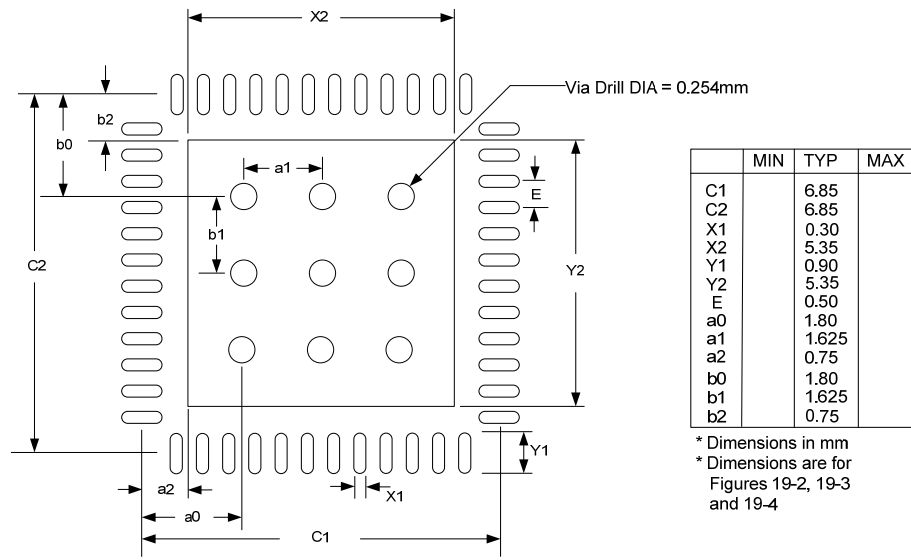 X2
Via Drill DIA = 0.254mm
b2
b0
a1
E
b1
C2
Y2
Y1
a2
X1
a0
C1
MIN TYP MAX
C1 6.85
C2 6.85
X1 0.30
X2 5.35
Y1 0.90
Y2 5.35
E 0.50
a0 1.80
a1 1.625
a2 0.75
b0 1.80
b1 1.625
b2 0.75
* Dimensions in mm
* Dimensions are for
Figures 19-2, 19-3
and 19-4